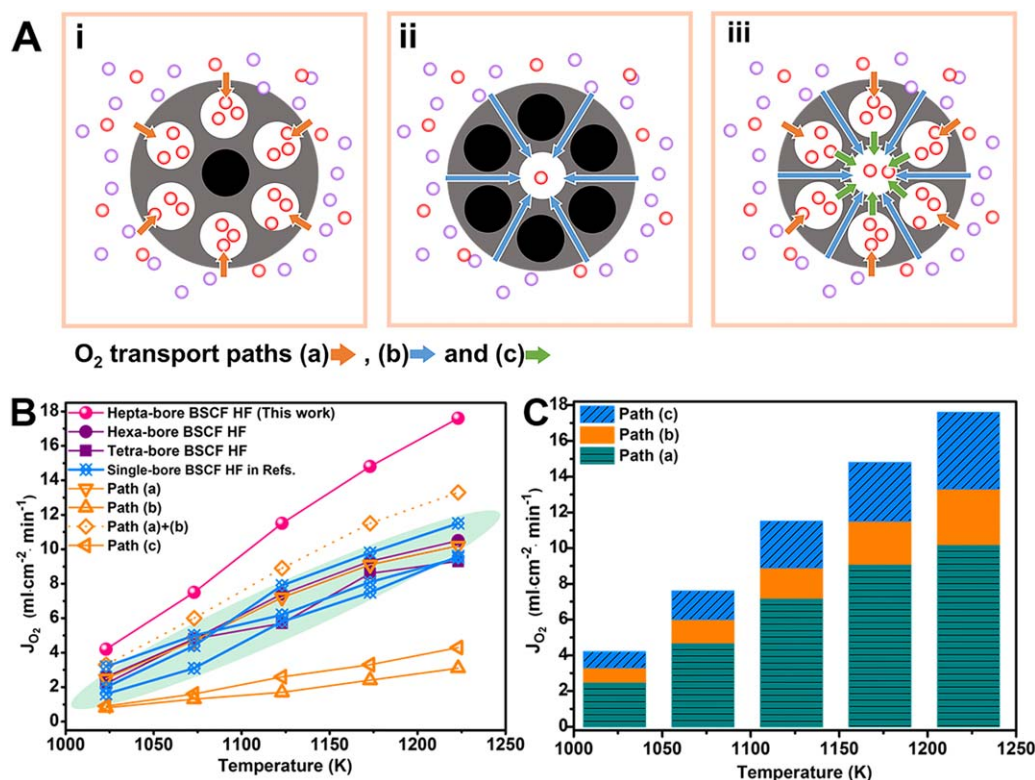 A
i
ii
iii
O₂ transport paths (a) , (b) and (c)
B
18
16
14
12
10
8
6
4
2
0
J_O₂ (ml.cm⁻². min⁻¹)
Hepta-bore BSCF HF (This work)
Hexa-bore BSCF HF
Tetra-bore BSCF HF
Single-bore BSCF HF in Refs.
Path (a)
Path (b)
Path (a)+(b)
Path (c)
1000 1050 1100 1150 1200 1250
Temperature (K)
C
18
16
14
12
10
8
6
4
2
0
J_O₂ (ml.cm⁻². min⁻¹)
Path (c)
Path (b)
Path (a)
1000 1050 1100 1150 1200 1250
Temperature (K)